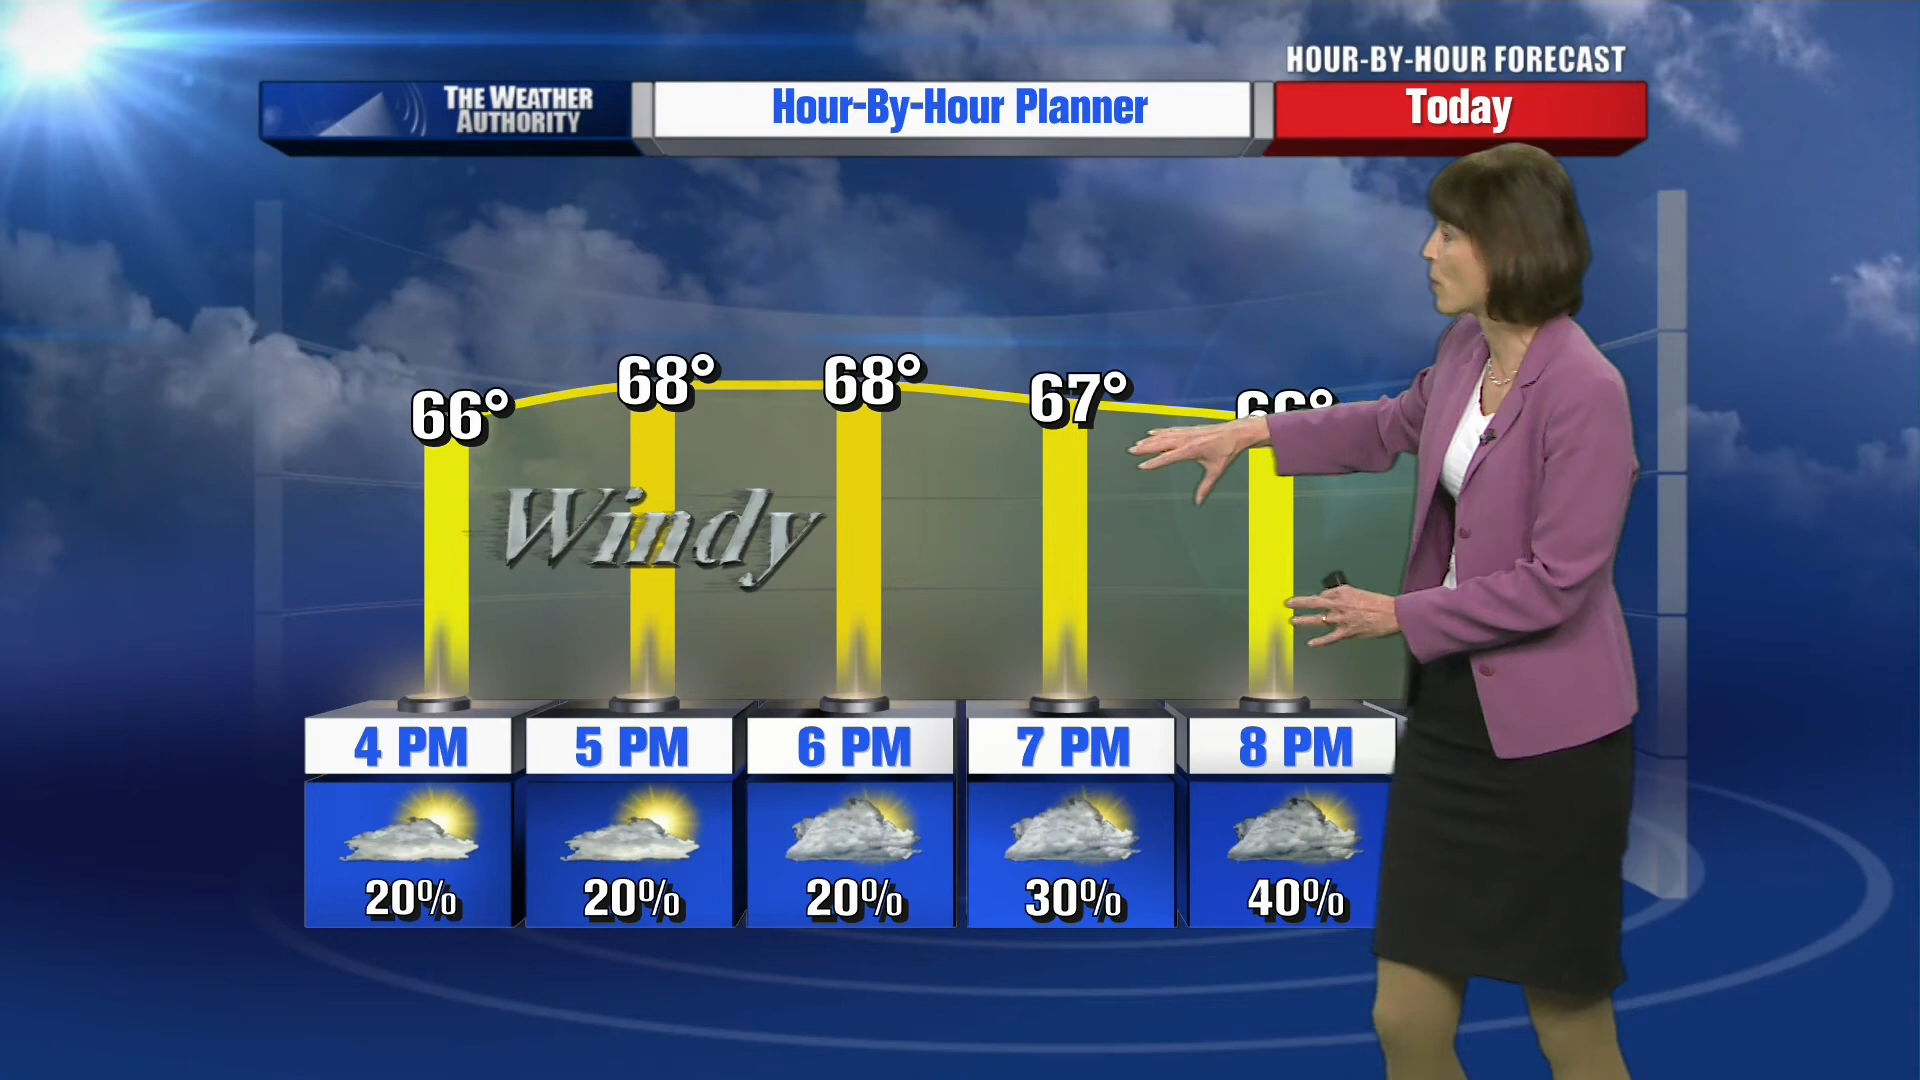 HOUR-BY-HOUR FORECAST
THE WEATHER
AUTHORITY
Hour-By-Hour Planner
Today
66° 68° 68° 67° 66°
Windy
4 PM 5 PM 6 PM 7 PM 8 PM
20% 20% 20% 30% 40%